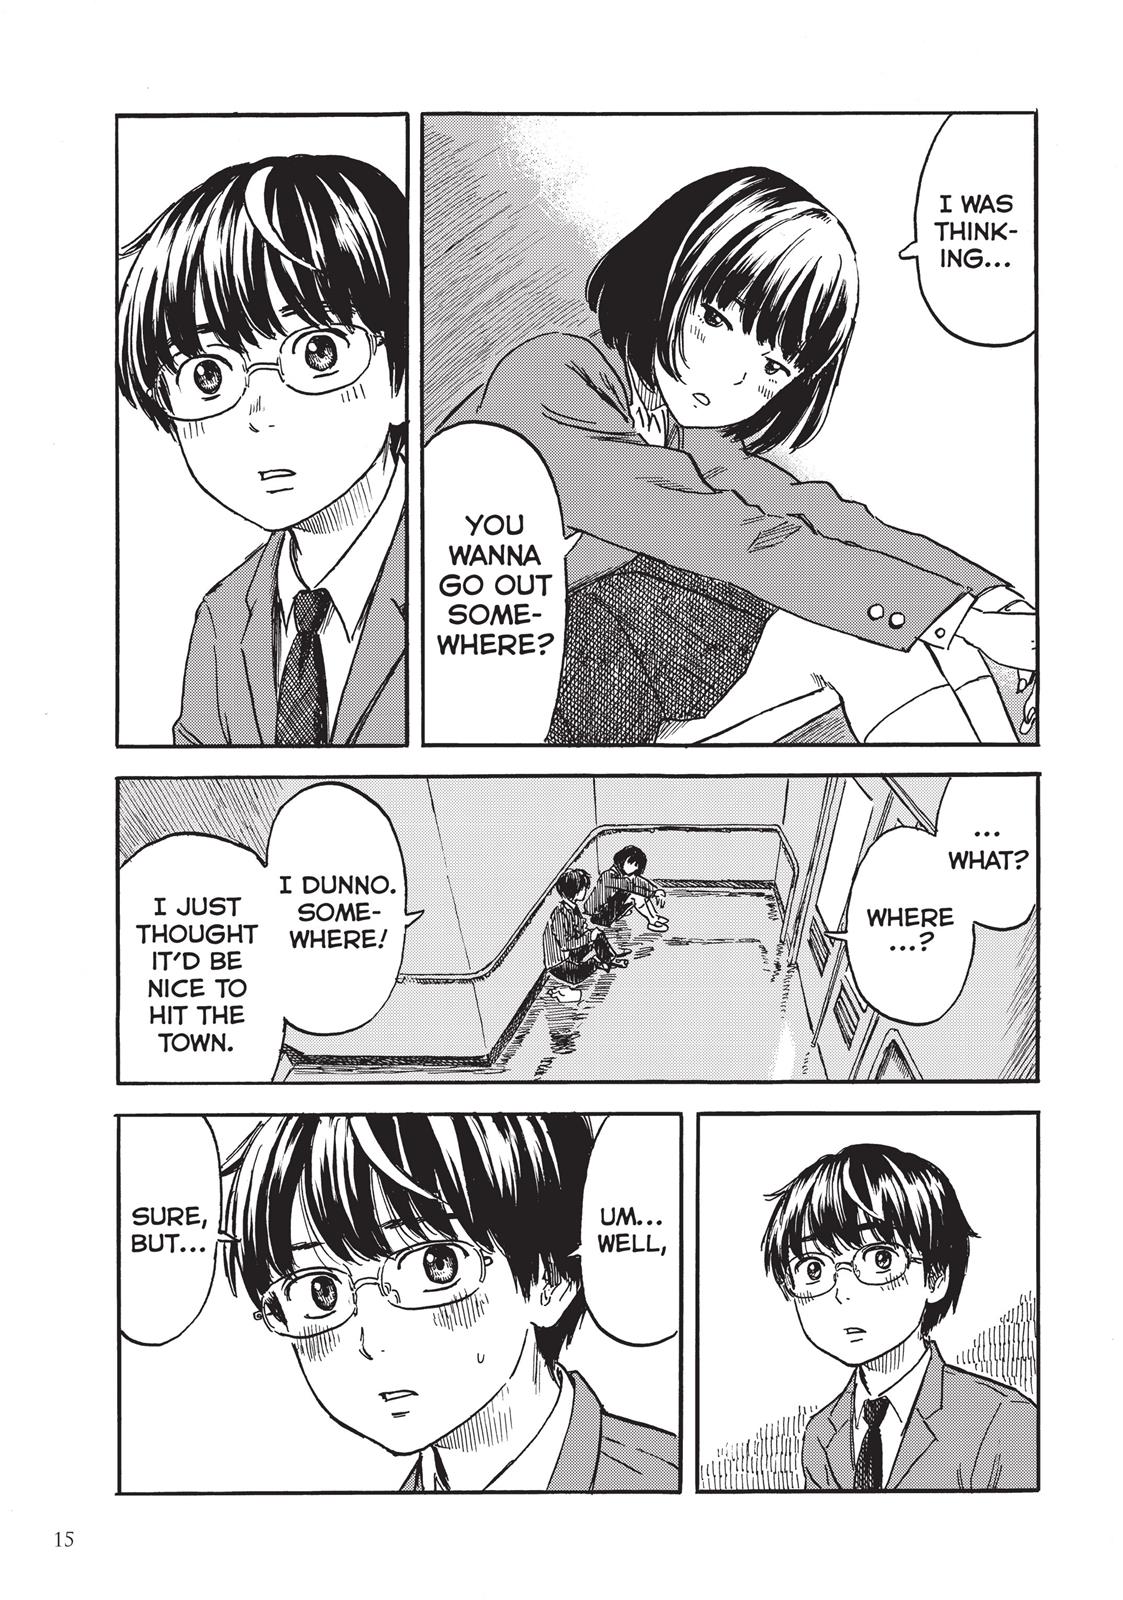 I WAS
THINK-
ING...
YOU
WANNA
GO OUT
SOME-
WHERE?
...
WHAT?
WHERE
...?
I DUNNO.
SOME-
WHERE!
I JUST
THOUGHT
IT'D BE
NICE TO
HIT THE
TOWN.
UM...
WELL,
SURE,
BUT...
15